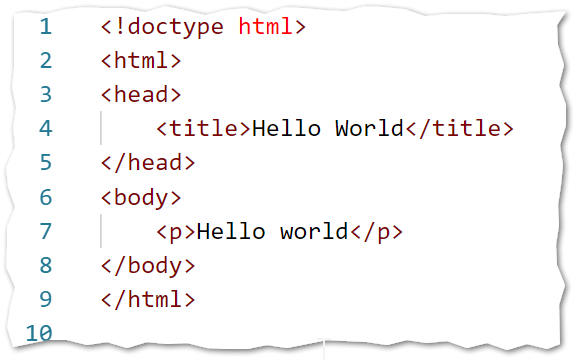 1 <!doctype html>
2 <html>
3 <head>
4     <title>Hello World</title>
5 </head>
6 <body>
7     <p>Hello world</p>
8 </body>
9 </html>
10